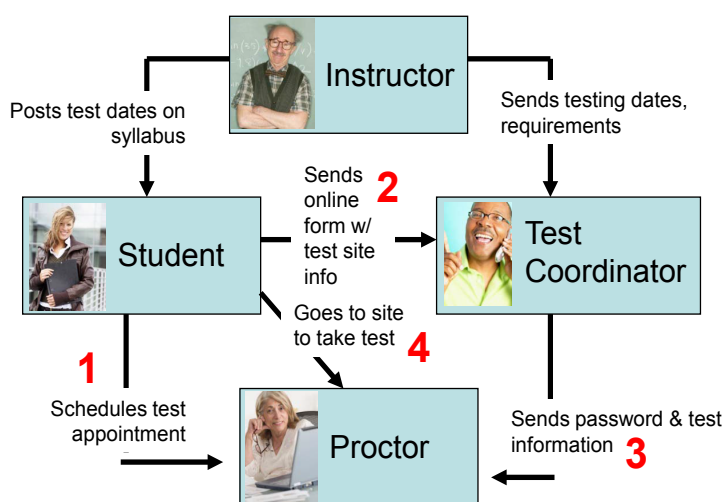 Instructor
Posts test dates on
syllabus
Sends testing dates,
requirements
Sends
online
form w/
test site
info
2
Student
Test
Coordinator
Goes to site
to take test
4
1
Schedules test
appointment
Proctor
Sends password & test
information
3